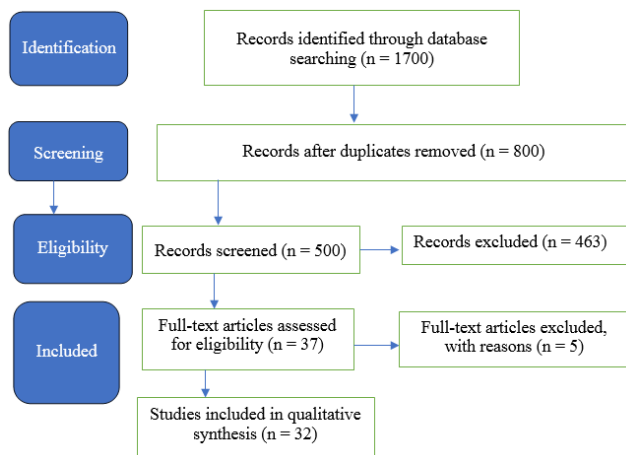 Identification
Records identified through database
searching (n = 1700)
Screening
Records after duplicates removed (n = 800)
Eligibility
Records screened (n = 500)
Records excluded (n = 463)
Included
Full-text articles assessed
for eligibility (n = 37)
Full-text articles excluded,
with reasons (n = 5)
Studies included in qualitative
synthesis (n = 32)